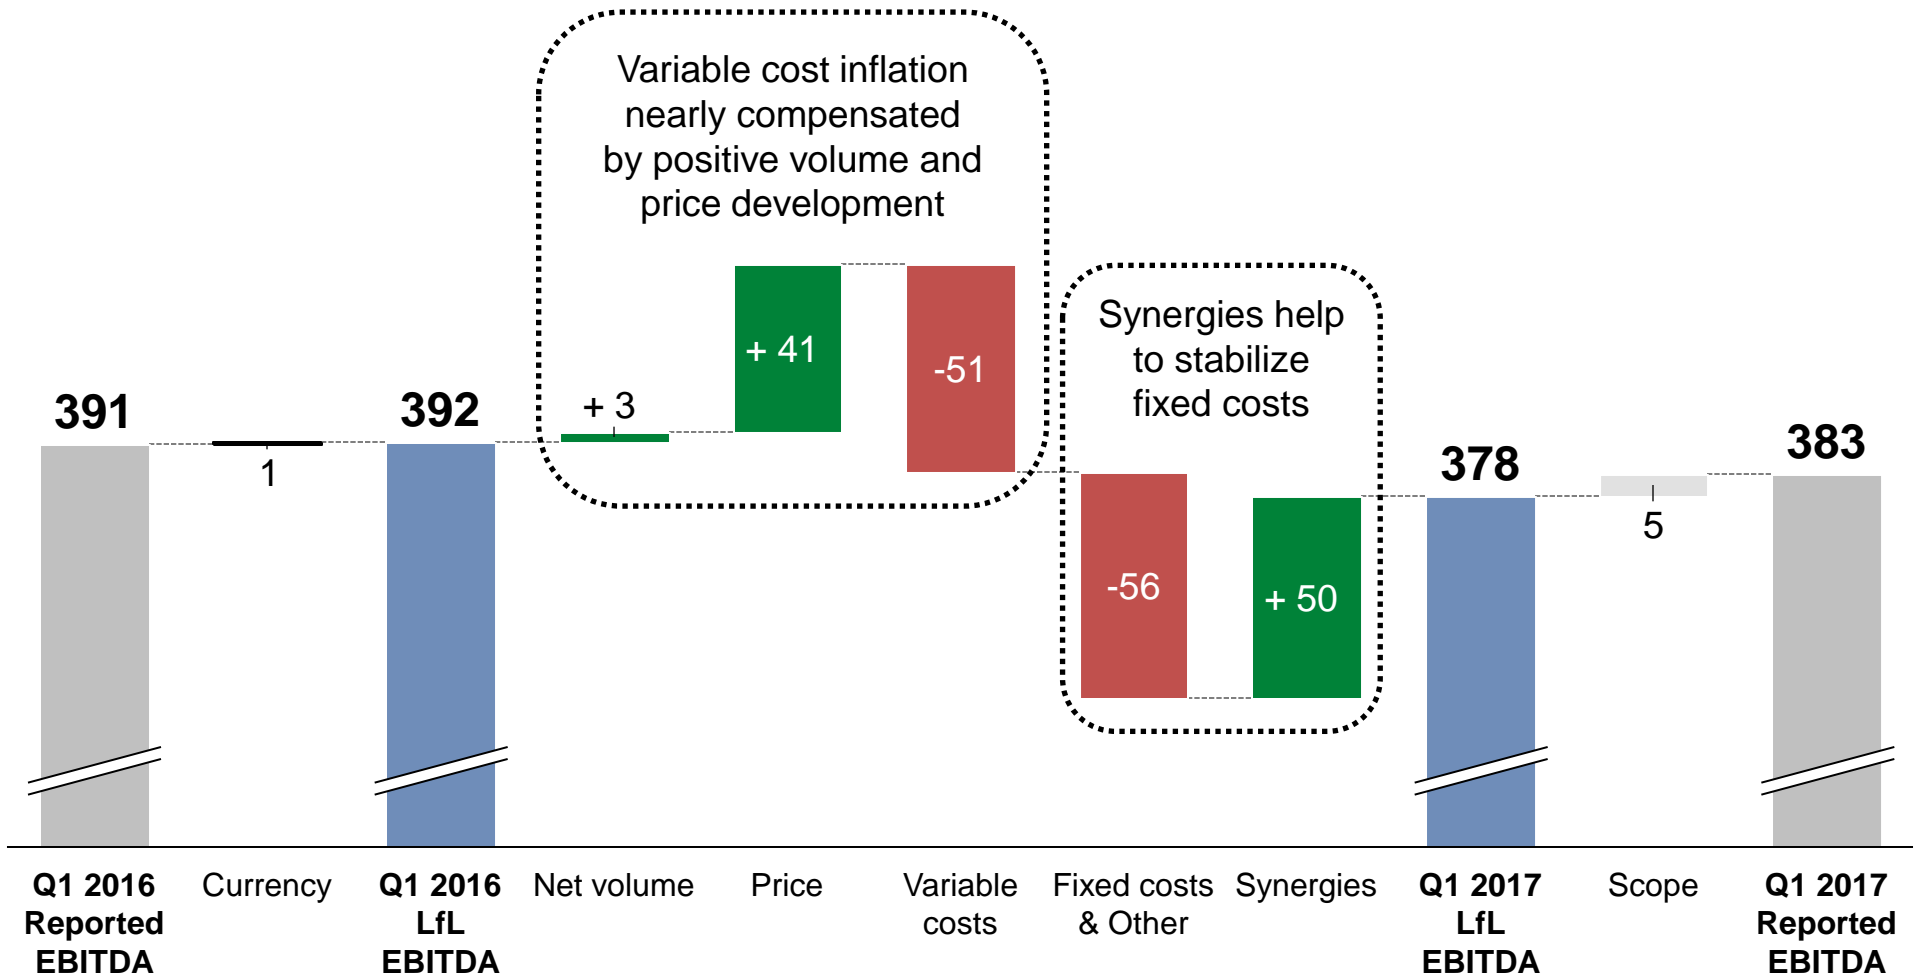 Variable cost inflation
nearly compensated
by positive volume and
price development
Synergies help
to stabilize
fixed costs
391
1
392
+ 3
+ 41
-51
-56
+ 50
378
5
383
Q1 2016
Reported
EBITDA
Currency
Q1 2016
LfL
EBITDA
Net volume
Price
Variable
costs
Fixed costs
& Other
Synergies
Q1 2017
LfL
EBITDA
Scope
Q1 2017
Reported
EBITDA